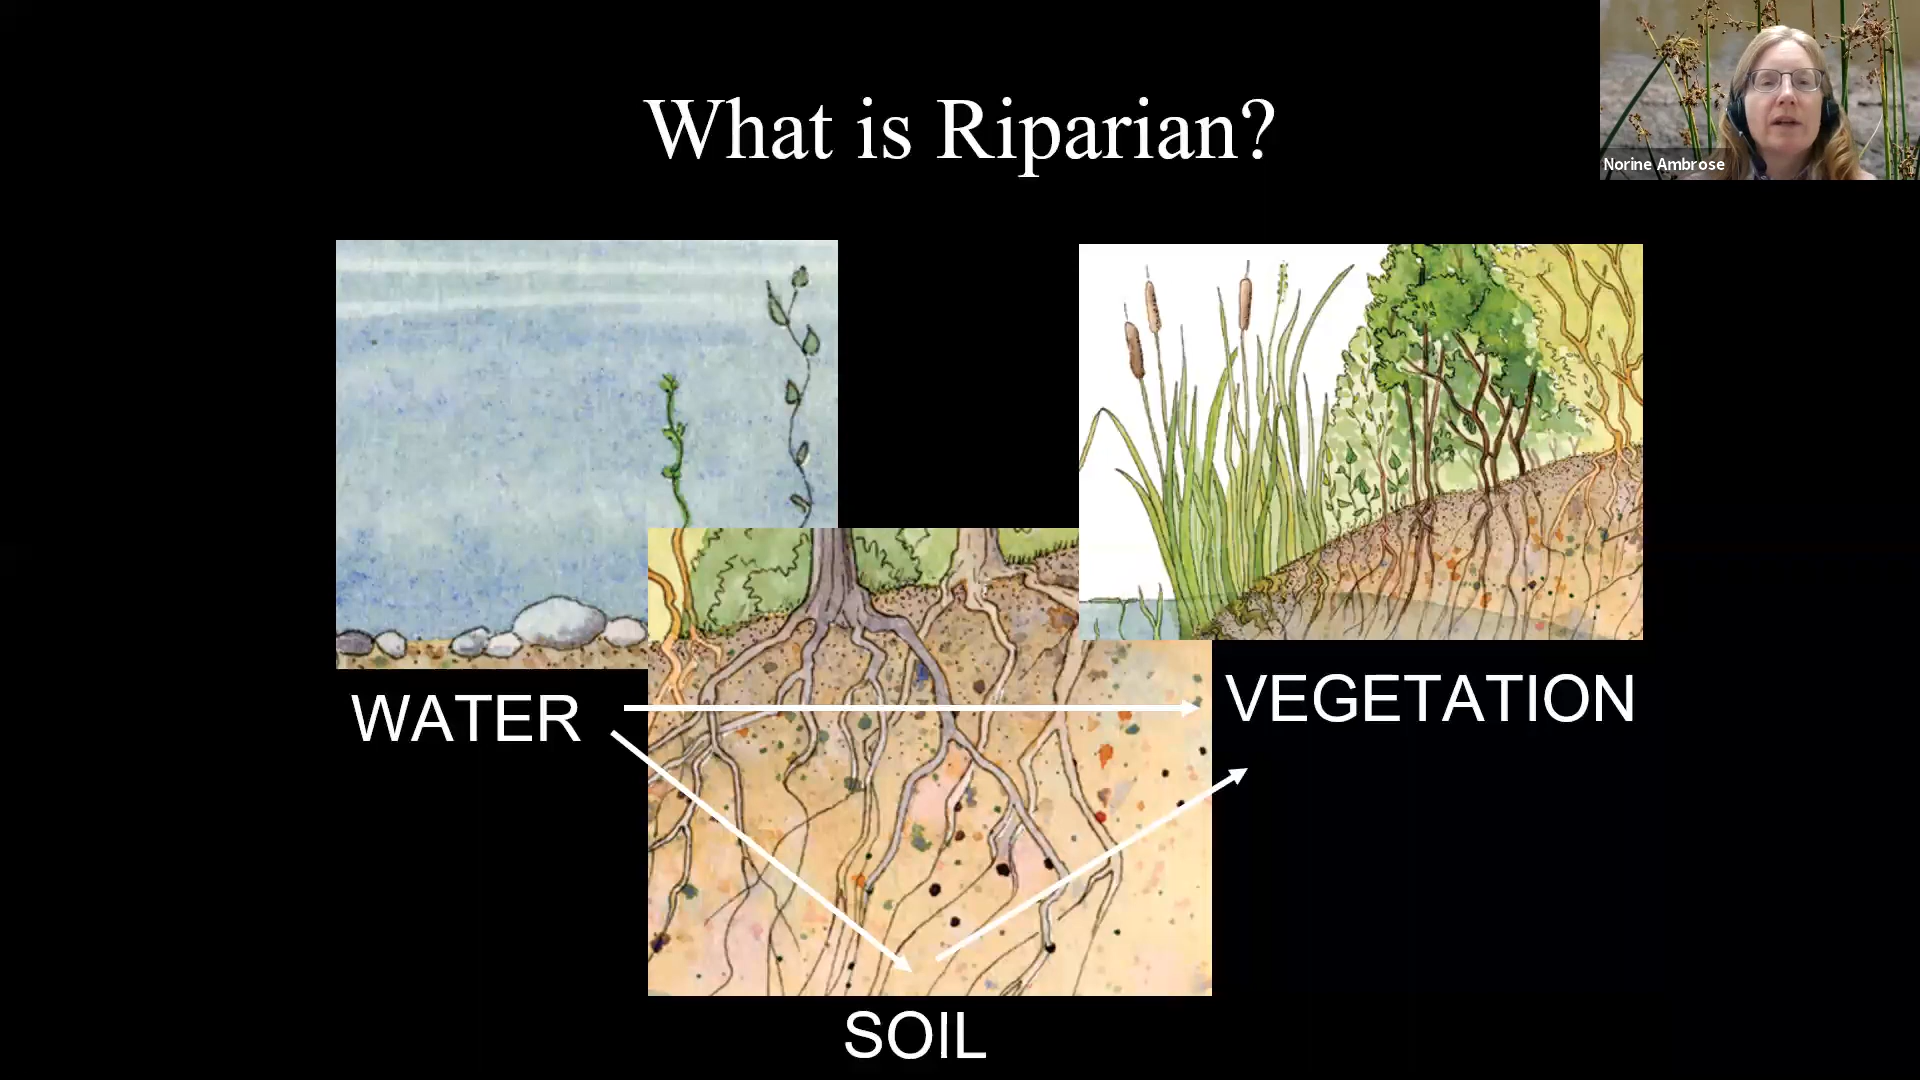 What is Riparian?
Norine Ambrose
WATER
VEGETATION
SOIL